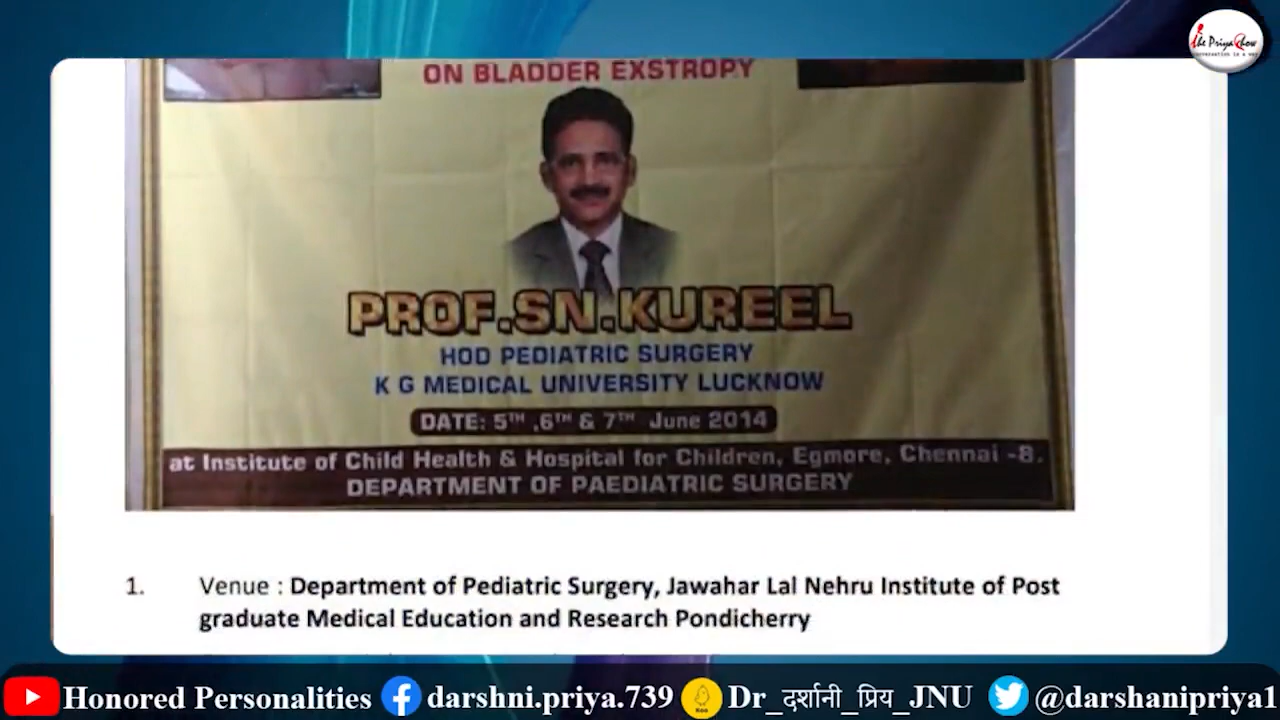 The Priya Show
ON BLADDER EXSTROPY
PROF.SN.KUREEL
HOD PEDIATRIC SURGERY
K G MEDICAL UNIVERSITY LUCKNOW
DATE: 5TH ,6TH & 7TH June 2014
at Institute of Child Health & Hospital for Children, Egmore, Chennai -8.
DEPARTMENT OF PAEDIATRIC SURGERY
1. Venue : Department of Pediatric Surgery, Jawahar Lal Nehru Institute of Post
graduate Medical Education and Research Pondicherry
Honored Personalities darshni.priya.739 Dr_दर्शानी_प्रिय_JNU @darshanipriya1